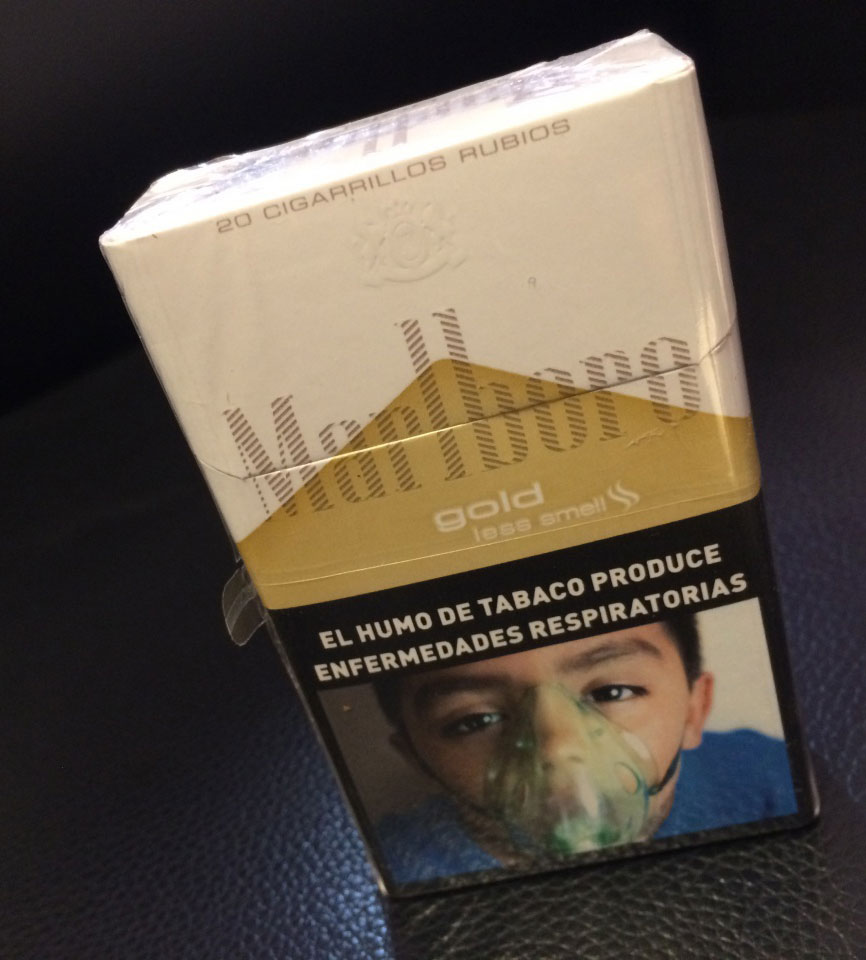 20 CIGARRILLOS RUBIOS
Marlboro
gold
less smell
EL HUMO DE TABACO PRODUCE
ENFERMEDADES RESPIRATORIAS